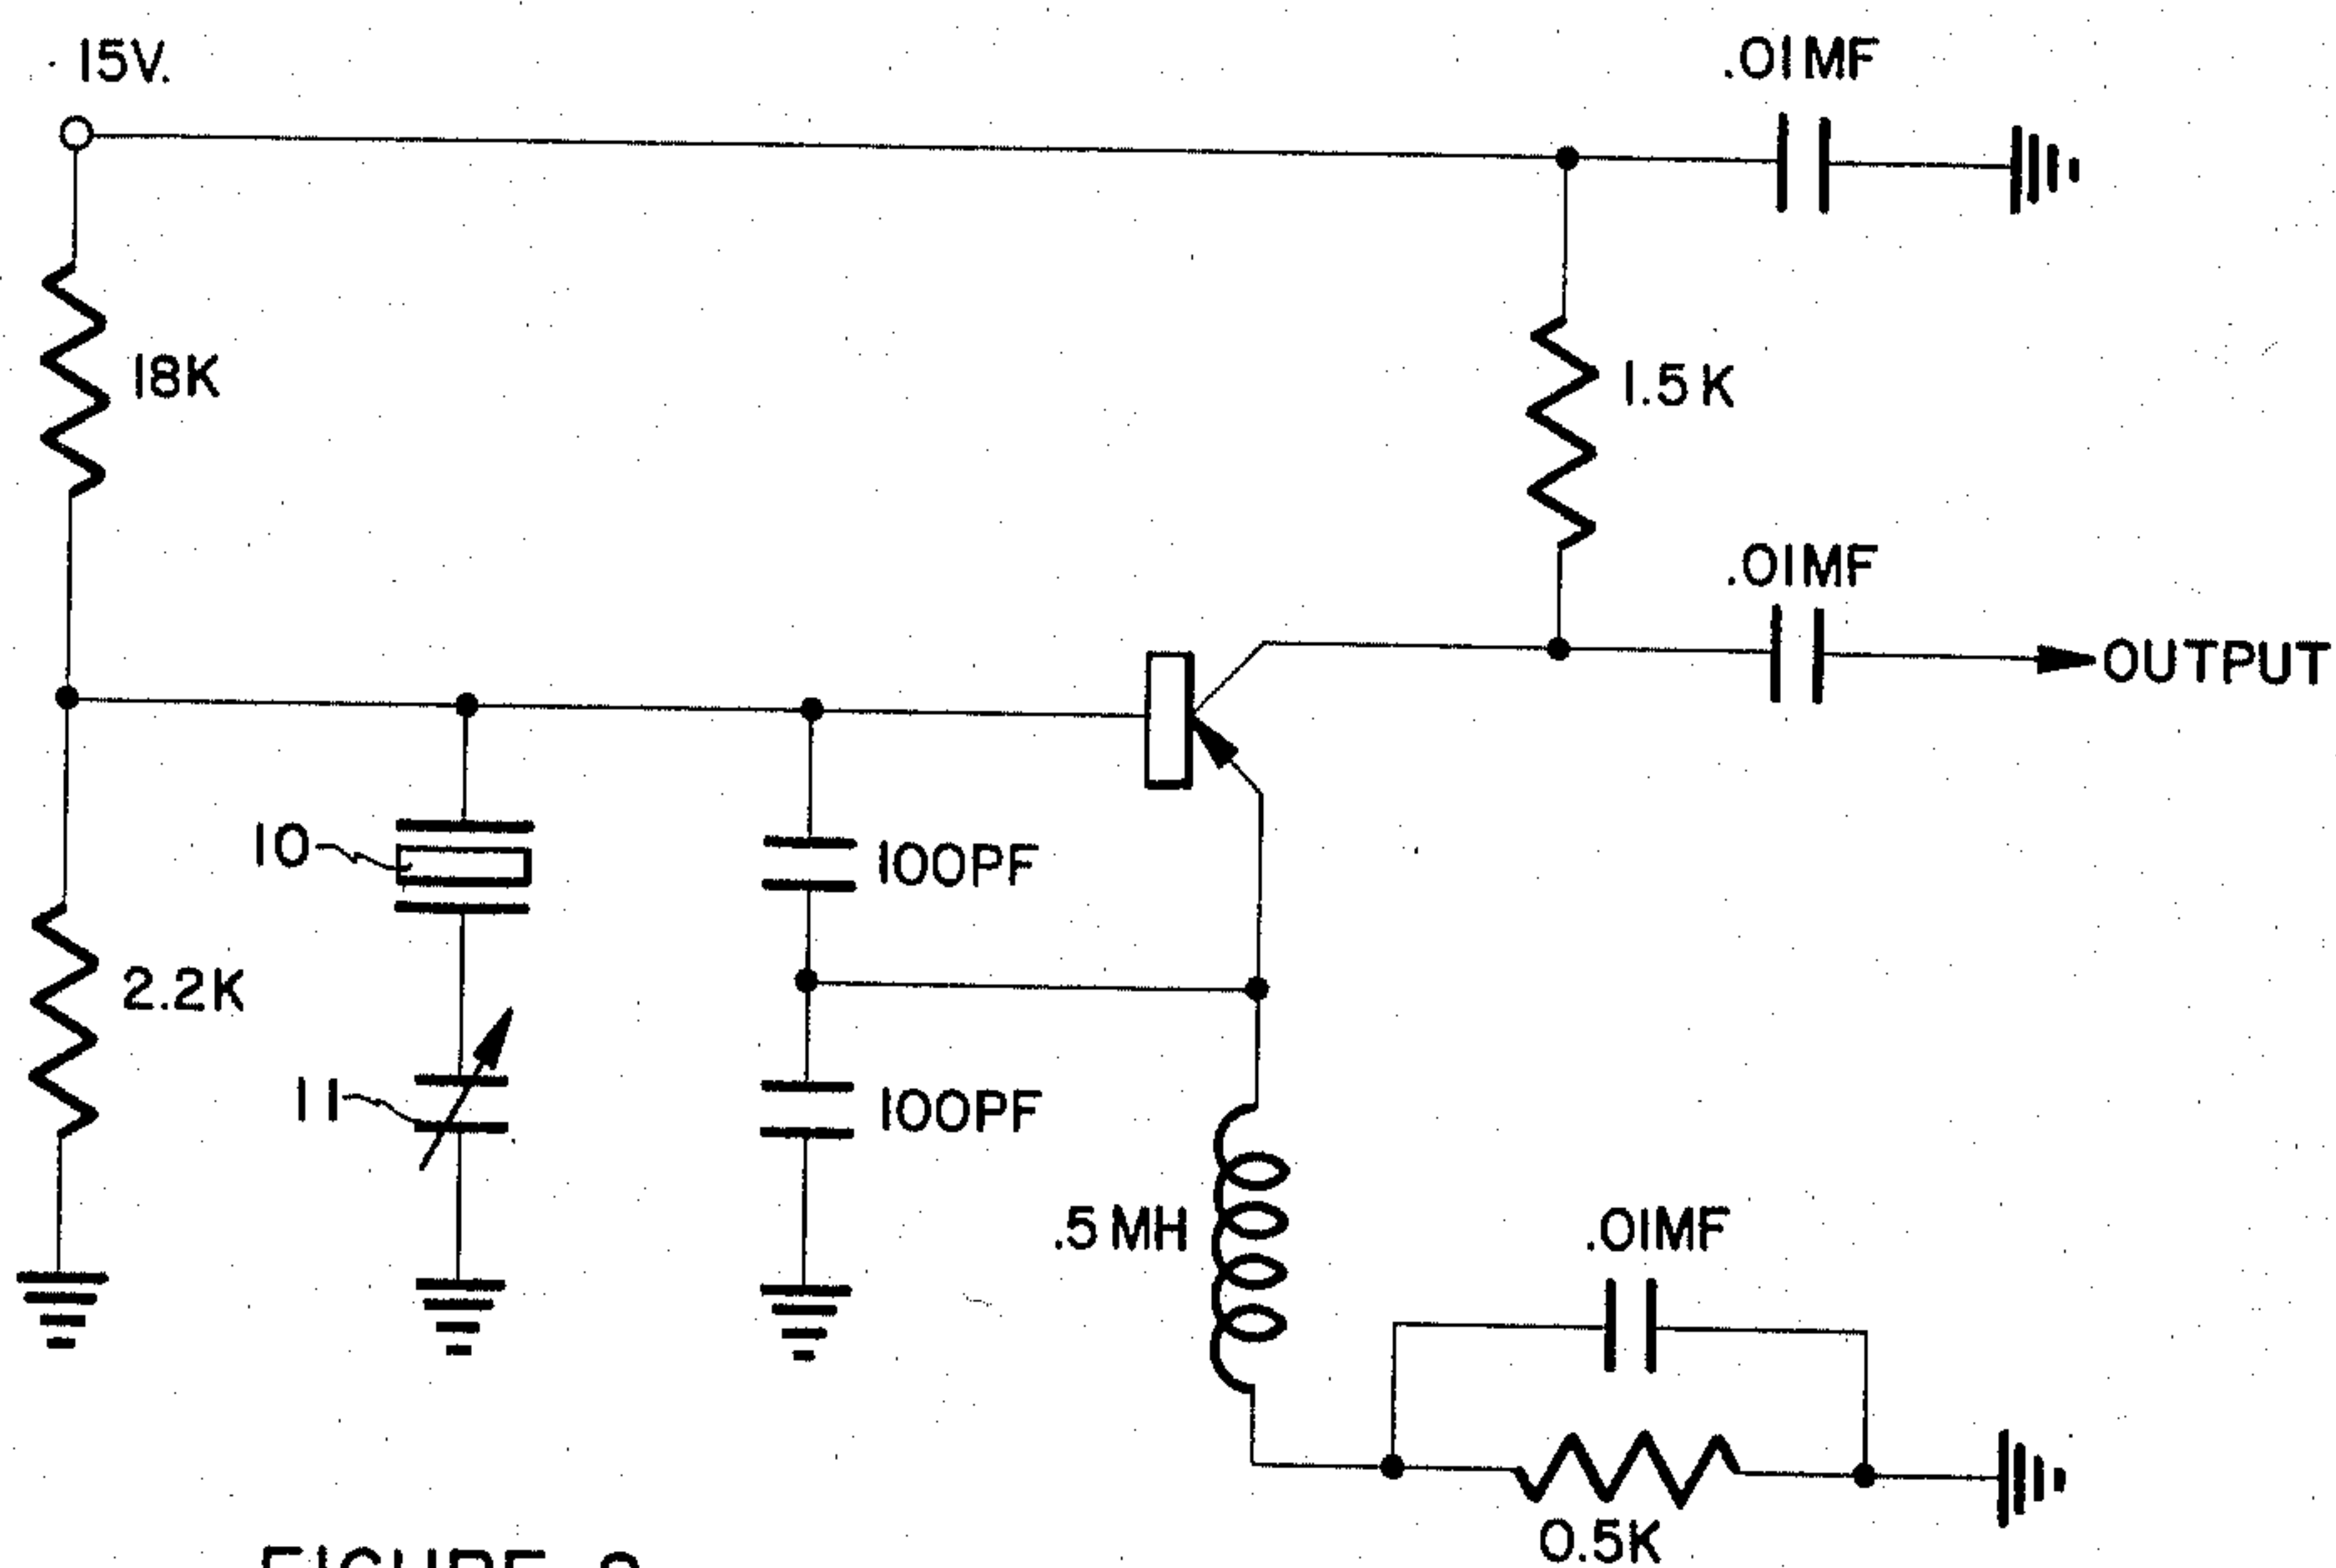 15V.
.01MF
18K
1.5K
.01MF
OUTPUT
10
100PF
2.2K
11
100PF
.5MH
.01MF
0.5K